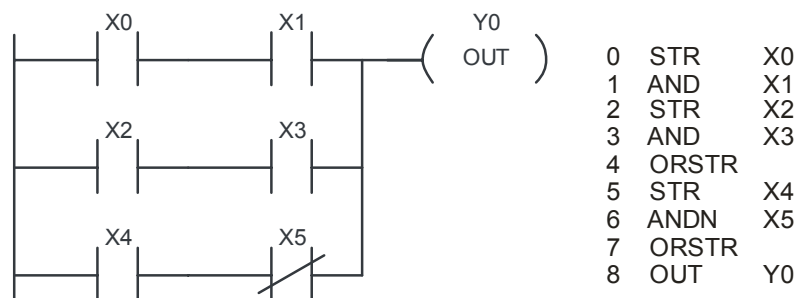 X0 X1 Y0
OUT
X2 X3
X4 X5
0 STR X0
1 AND X1
2 STR X2
3 AND X3
4 ORSTR
5 STR X4
6 ANDN X5
7 ORSTR
8 OUT Y0